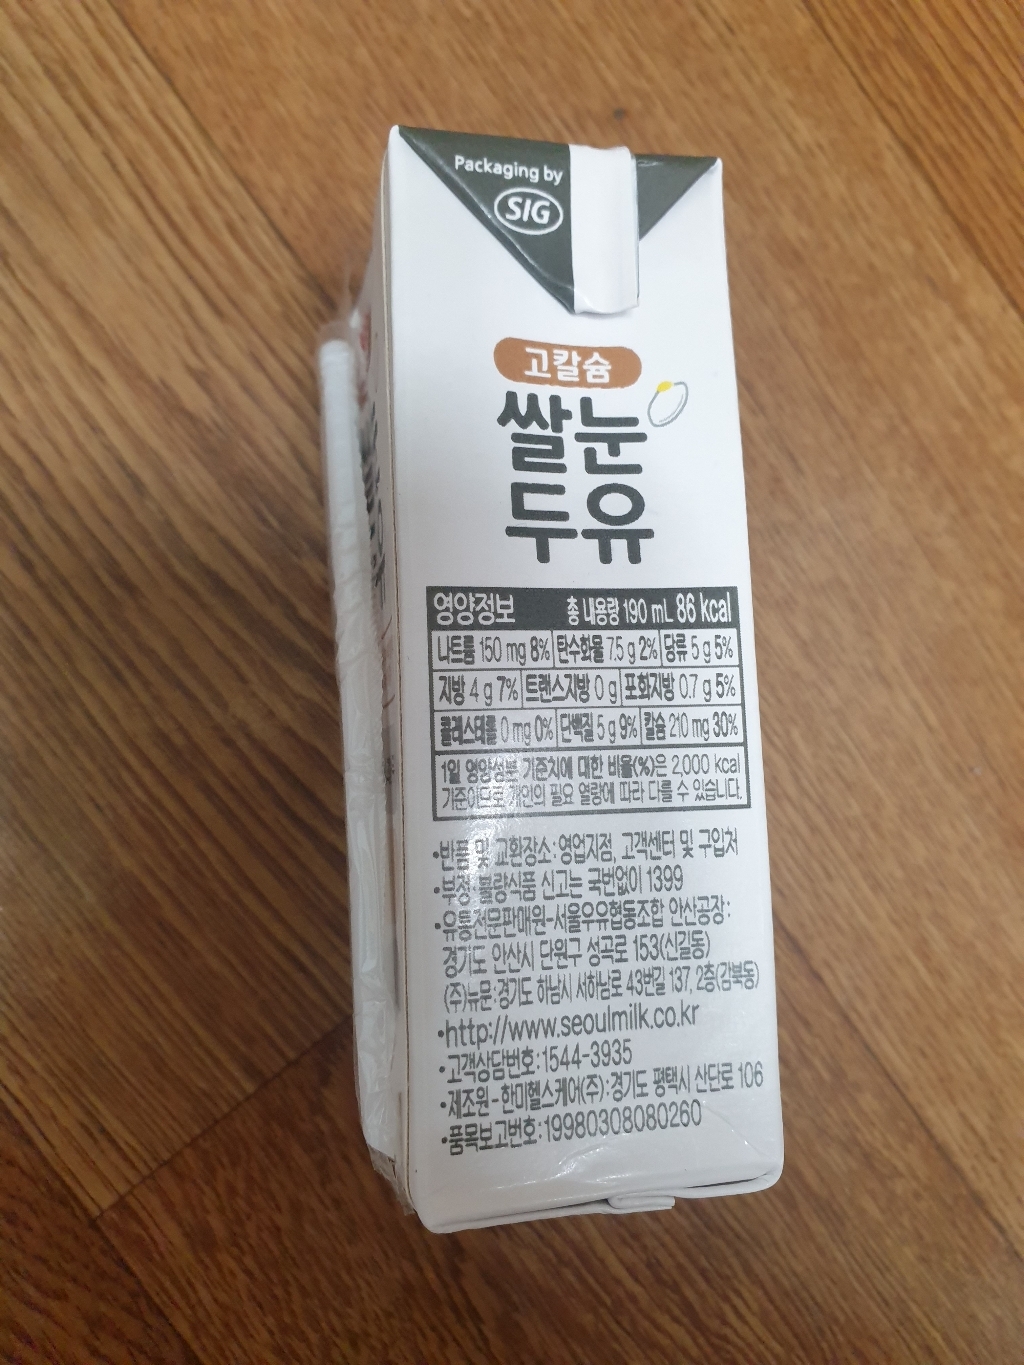 Packaging by
SIG
고칼슘
쌀눈
두유
영양정보 총 내용량 190 mL 86 kcal
나트륨 150 mg 8% 탄수화물 7.5 g 2% 당류 5 g 5%
지방 4 g 7% 트랜스지방 0 g 포화지방 0.7 g 5%
콜레스테롤 0 mg 0% 단백질 5 g 9% 칼슘 210 mg 30%
1일 영양성분 기준치에 대한 비율(%)은 2,000 kcal
기준이므로 개인의 필요 열량에 따라 다를 수 있습니다.
•반품 및 교환장소:영업지점, 고객센터 및 구입처
•부정·불량식품 신고는 국번없이 1399
•유통전문판매원-서울우유협동조합 안산공장:
경기도 안산시 단원구 성곡로 153(신길동)
(주)뉴문:경기도 하남시 서하남로 43번길 137, 2층(감북동)
•http://www.seoulmilk.co.kr
•고객상담번호:1544-3935
•제조원-한미헬스케어(주):경기도 평택시 산단로 106
•품목보고번호:19980308080260